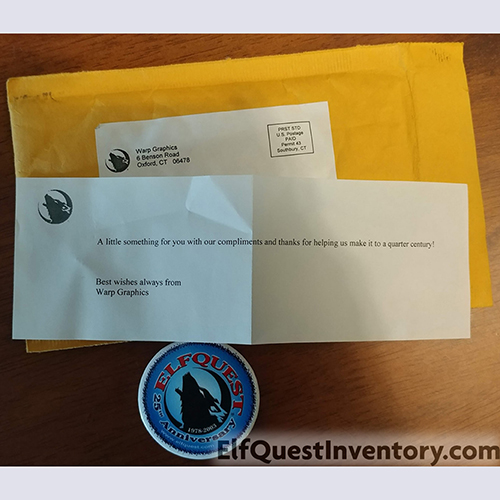 Warp Graphics
6 Benson Road
Oxford, CT 06478
PRST STD
U.S. Postage
PAID
Permit 43
Southbury, CT
A little something for you with our compliments and thanks for helping us make it to a quarter century!
Best wishes always from
Warp Graphics
ELFQUEST
1978-2003
25th Anniversary
ElfQuestInventory.com